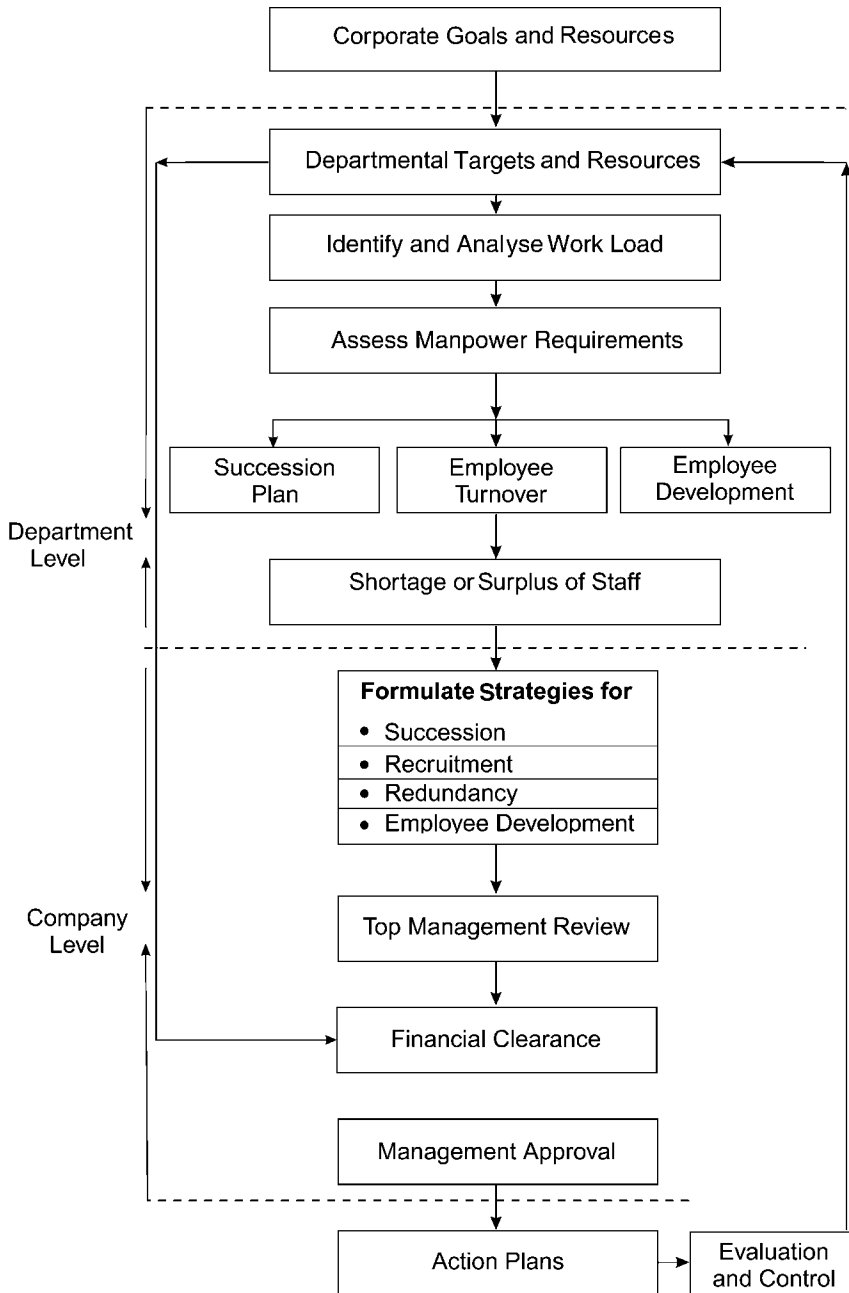 Corporate Goals and Resources
Departmental Targets and Resources
Identify and Analyse Work Load
Assess Manpower Requirements
Succession
Plan
Employee
Turnover
Employee
Development
Department
Level
Shortage or Surplus of Staff
Formulate Strategies for
• Succession
• Recruitment
• Redundancy
• Employee Development
Company
Level
Top Management Review
Financial Clearance
Management Approval
Action Plans
Evaluation
and Control